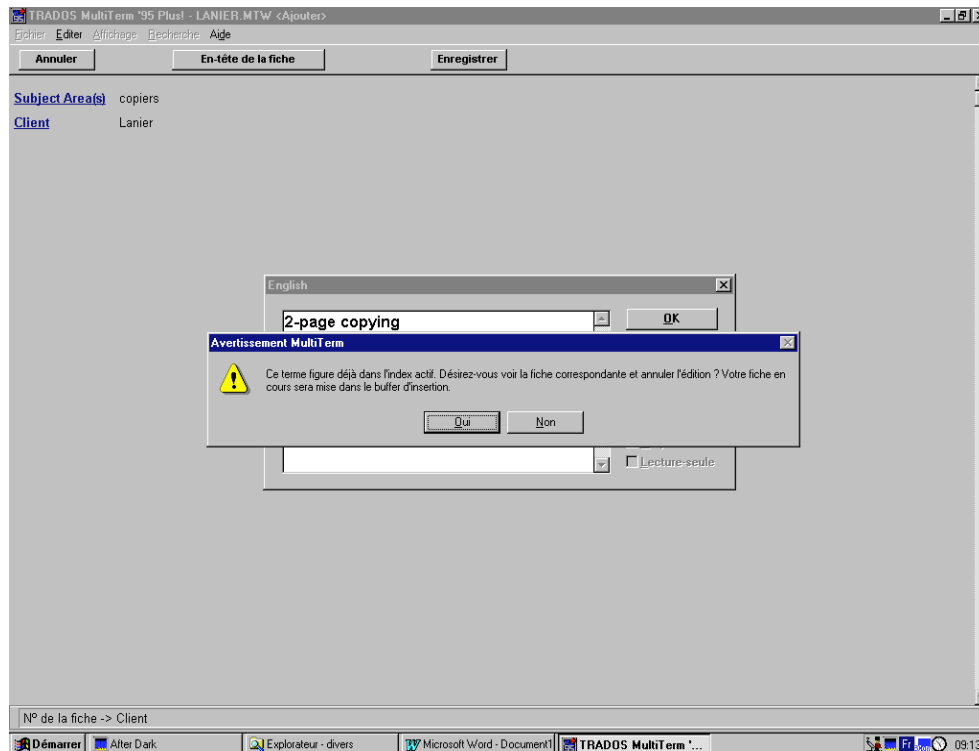 TRADOS MultiTerm '95 Plus! - LANIER.MTW <Ajouter>
Fichier Editer Affichage Recherche Aide
Annuler En-tête de la fiche Enregistrer
Subject Area(s) copiers
Client Lanier
English
2-page copying
OK
Avertissement MultiTerm
Ce terme figure déjà dans l'index actif. Désirez-vous voir la fiche correspondante et annuler l'édition ? Votre fiche en
cours sera mise dans le buffer d'insertion.
Oui Non
Lecture-seule
Nº de la fiche -> Client
Démarrer After Dark Explorateur - divers Microsoft Word - Document1 TRADOS MultiTerm '... Fr